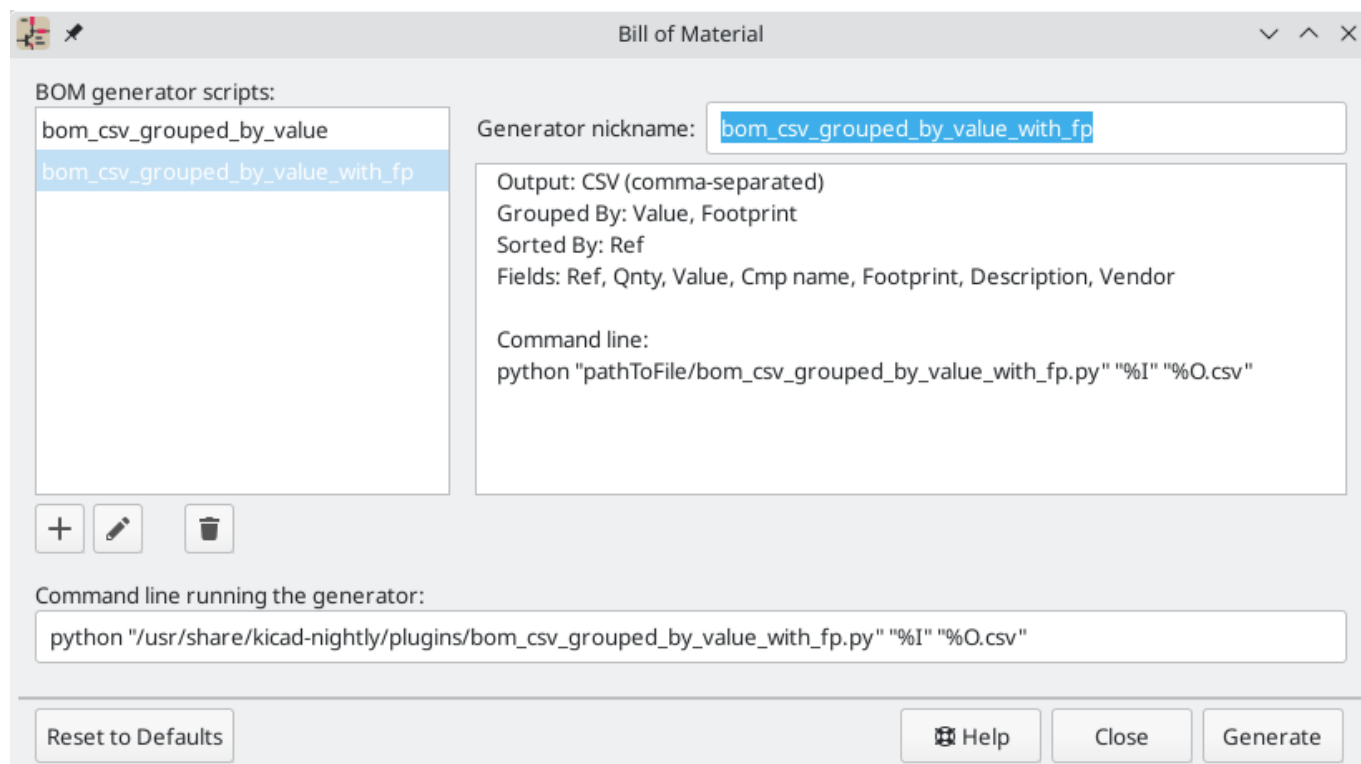 Bill of Material
BOM generator scripts:
bom_csv_grouped_by_value
bom_csv_grouped_by_value_with_fp
Generator nickname: bom_csv_grouped_by_value_with_fp
Output: CSV (comma-separated)
Grouped By: Value, Footprint
Sorted By: Ref
Fields: Ref, Qnty, Value, Cmp name, Footprint, Description, Vendor
Command line:
python "pathToFile/bom_csv_grouped_by_value_with_fp.py" "%I" "%O.csv"
Command line running the generator:
python "/usr/share/kicad-nightly/plugins/bom_csv_grouped_by_value_with_fp.py" "%I" "%O.csv"
Reset to Defaults
Help
Close
Generate